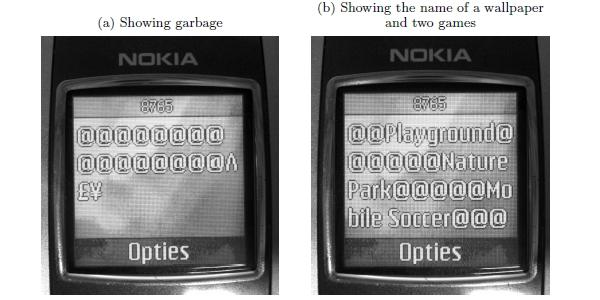 (a) Showing garbage
NOKIA
8765
@@@@@@@@
@@@@@@@@@Λ
£¥
Opties
(b) Showing the name of a wallpaper
and two games
NOKIA
8765
@@Playground@
@@@@@Nature
Park@@@@@Mo
bile Soccer@@@
Opties